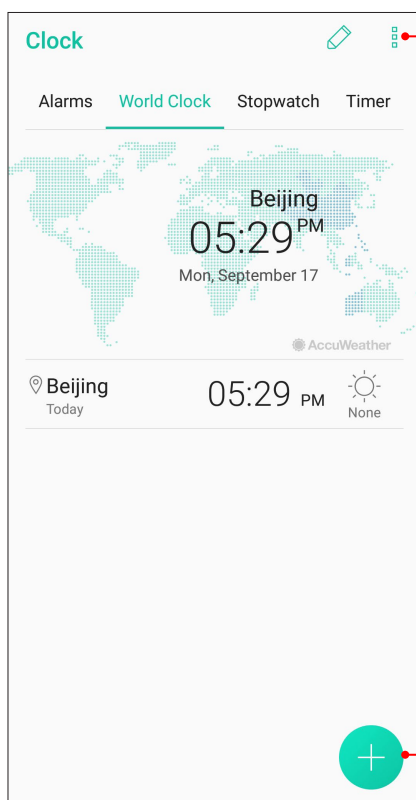 Clock
Alarms World Clock Stopwatch Timer
Beijing
05:29 PM
Mon, September 17
AccuWeather
Beijing 05:29 PM
Today None